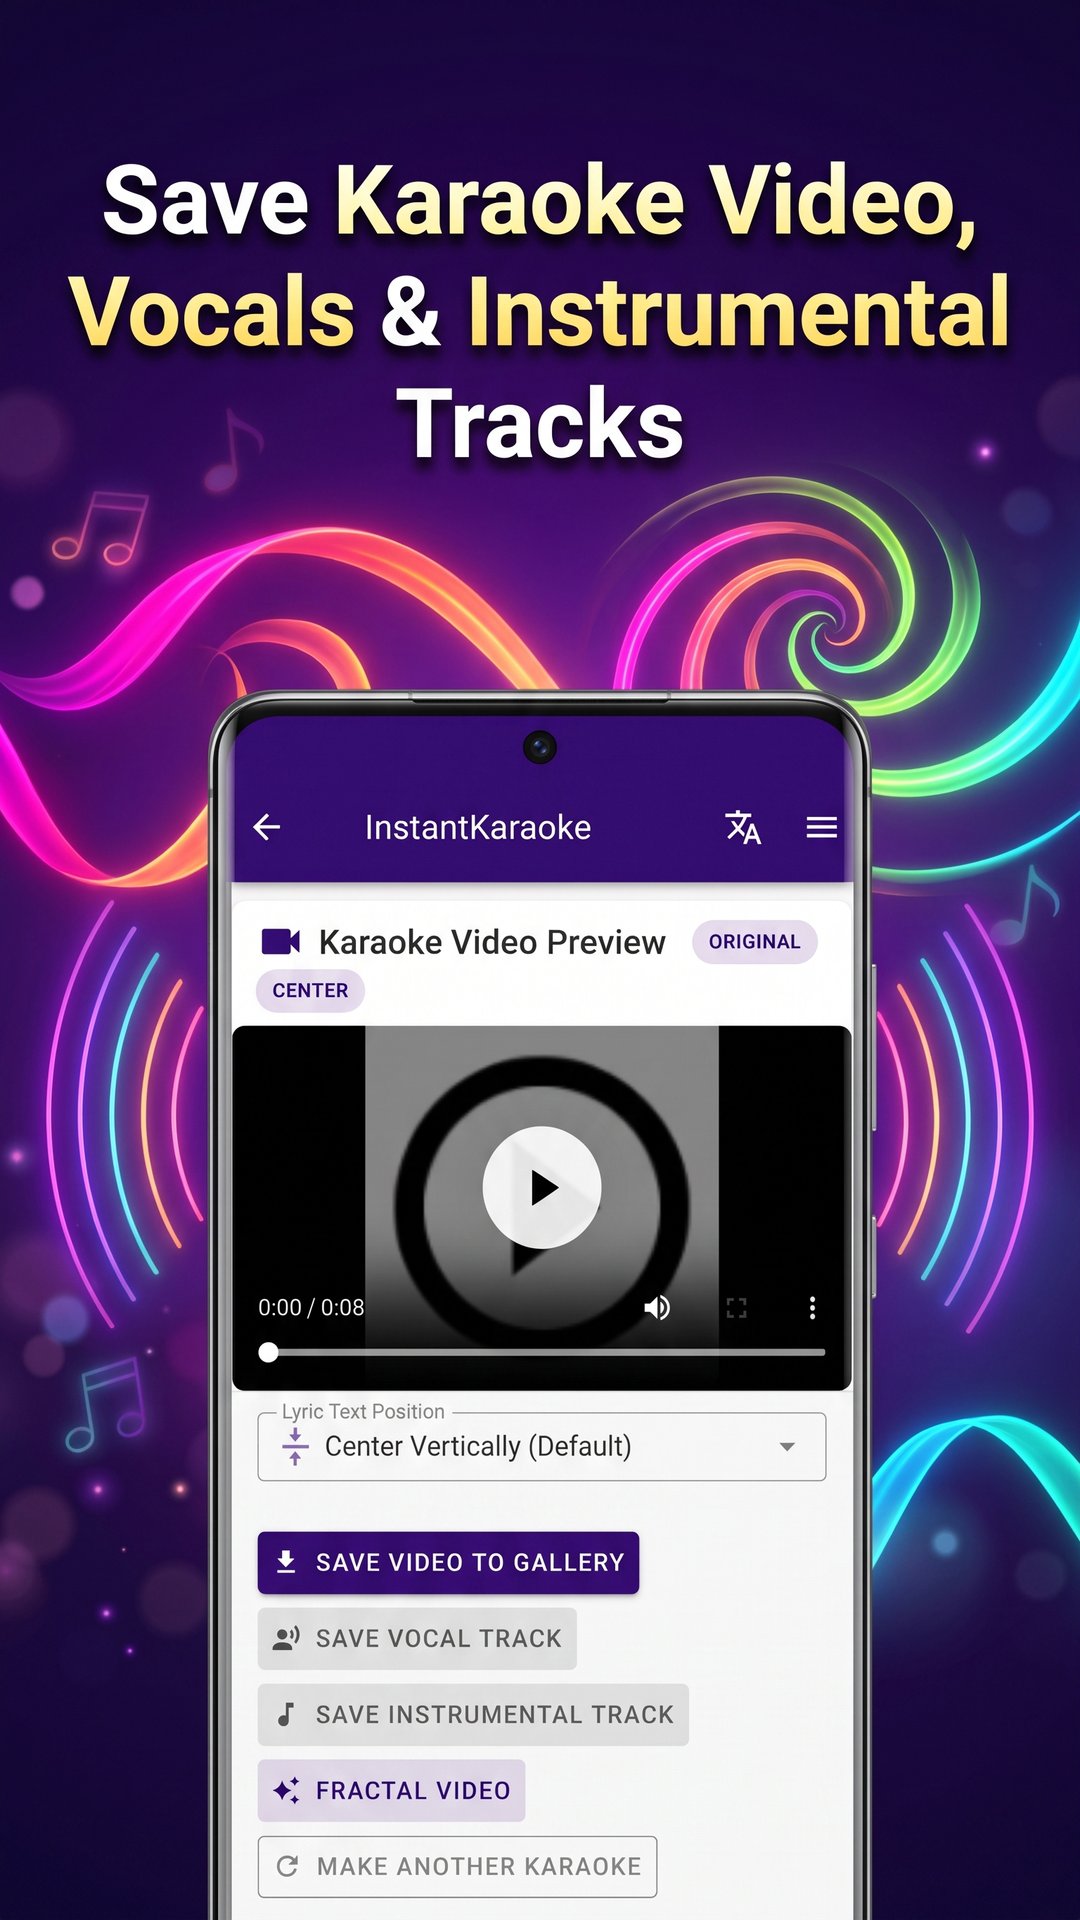 Save Karaoke Video,
Vocals & Instrumental
Tracks
InstantKaraoke
Karaoke Video Preview
ORIGINAL
CENTER
0:00 / 0:08
Lyric Text Position
Center Vertically (Default)
SAVE VIDEO TO GALLERY
SAVE VOCAL TRACK
SAVE INSTRUMENTAL TRACK
FRACTAL VIDEO
MAKE ANOTHER KARAOKE